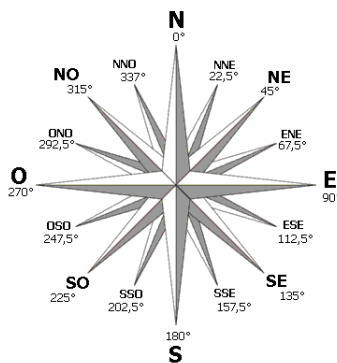 N
0°
NNO
337°
NNE
22,5°
NO
315°
NE
45°
ONO
292,5°
ENE
67,5°
O
270°
E
90°
OSO
247,5°
ESE
112,5°
SO
225°
SE
135°
SSO
202,5°
SSE
157,5°
180°
S